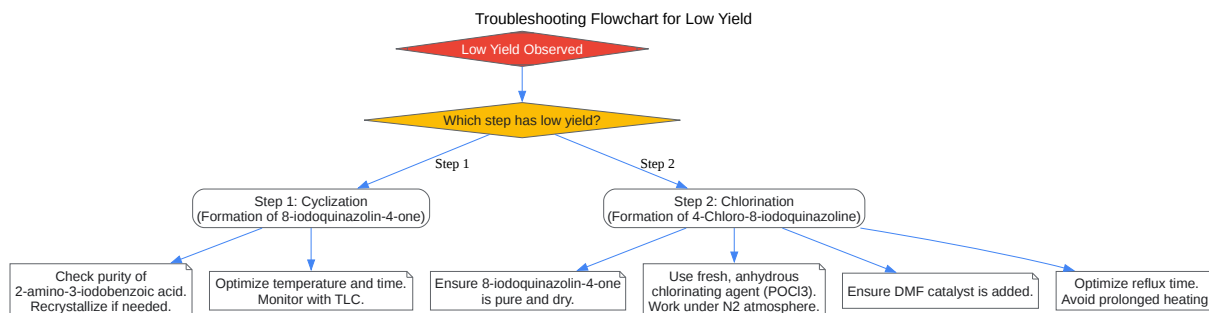 Troubleshooting Flowchart for Low Yield
Low Yield Observed
Which step has low yield?
Step 1
Step 2
Step 1: Cyclization
(Formation of 8-iodoquinazolin-4-one)
Step 2: Chlorination
(Formation of 4-Chloro-8-iodoquinazoline)
Check purity of
2-amino-3-iodobenzoic acid.
Recrystallize if needed.
Optimize temperature and time.
Monitor with TLC.
Ensure 8-iodoquinazolin-4-one
is pure and dry.
Use fresh, anhydrous
chlorinating agent (POCl3).
Work under N2 atmosphere.
Ensure DMF catalyst is added.
Optimize reflux time.
Avoid prolonged heating